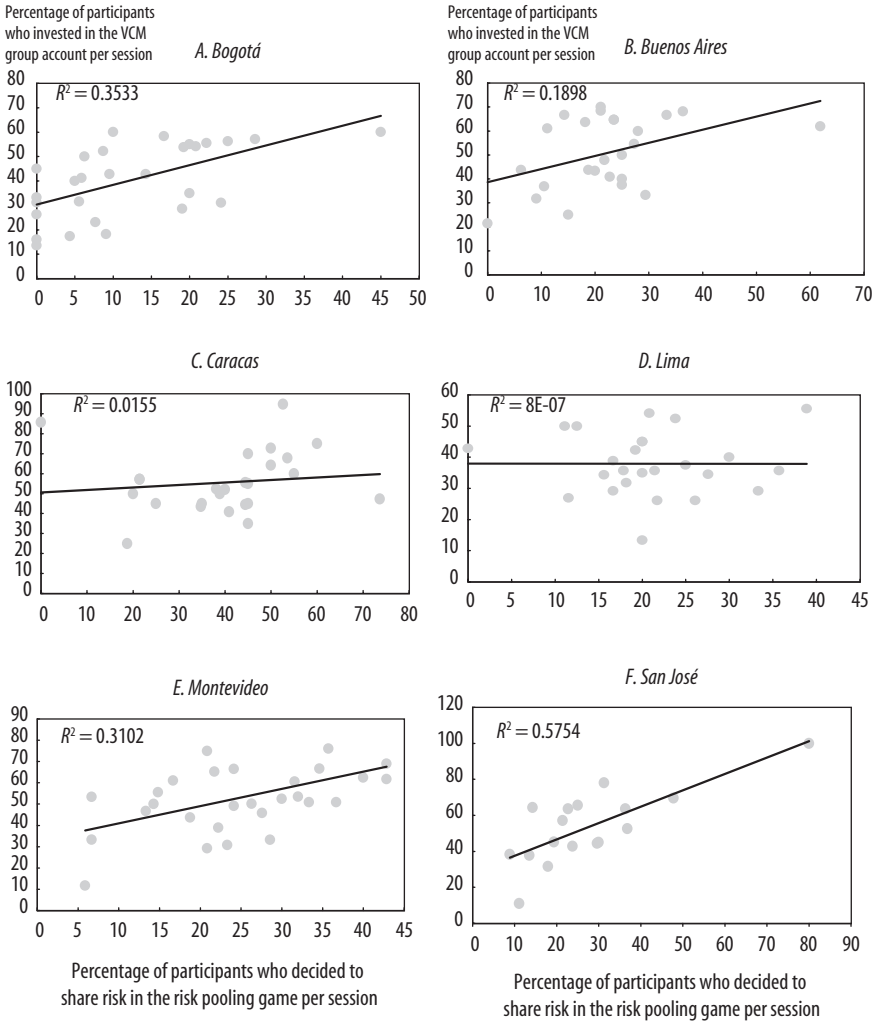 Percentage of participants
who invested in the VCM
group account per session
A. Bogotá
R² = 0.3533
80
70
60
50
40
30
20
10
0
0 5 10 15 20 25 30 35 40 45 50
Percentage of participants
who invested in the VCM
group account per session
B. Buenos Aires
R² = 0.1898
80
70
60
50
40
30
20
10
0
0 10 20 30 40 50 60 70
C. Caracas
R² = 0.0155
100
90
80
70
60
50
40
30
20
10
0
0 10 20 30 40 50 60 70 80
D. Lima
R² = 8E-07
60
50
40
30
20
10
0
0 5 10 15 20 25 30 35 40 45
E. Montevideo
R² = 0.3102
90
80
70
60
50
40
30
20
10
0
0 5 10 15 20 25 30 35 40 45
Percentage of participants who decided to
share risk in the risk pooling game per session
F. San José
R² = 0.5754
120
100
80
60
40
20
0
0 10 20 30 40 50 60 70 80 90
Percentage of participants who decided to
share risk in the risk pooling game per session